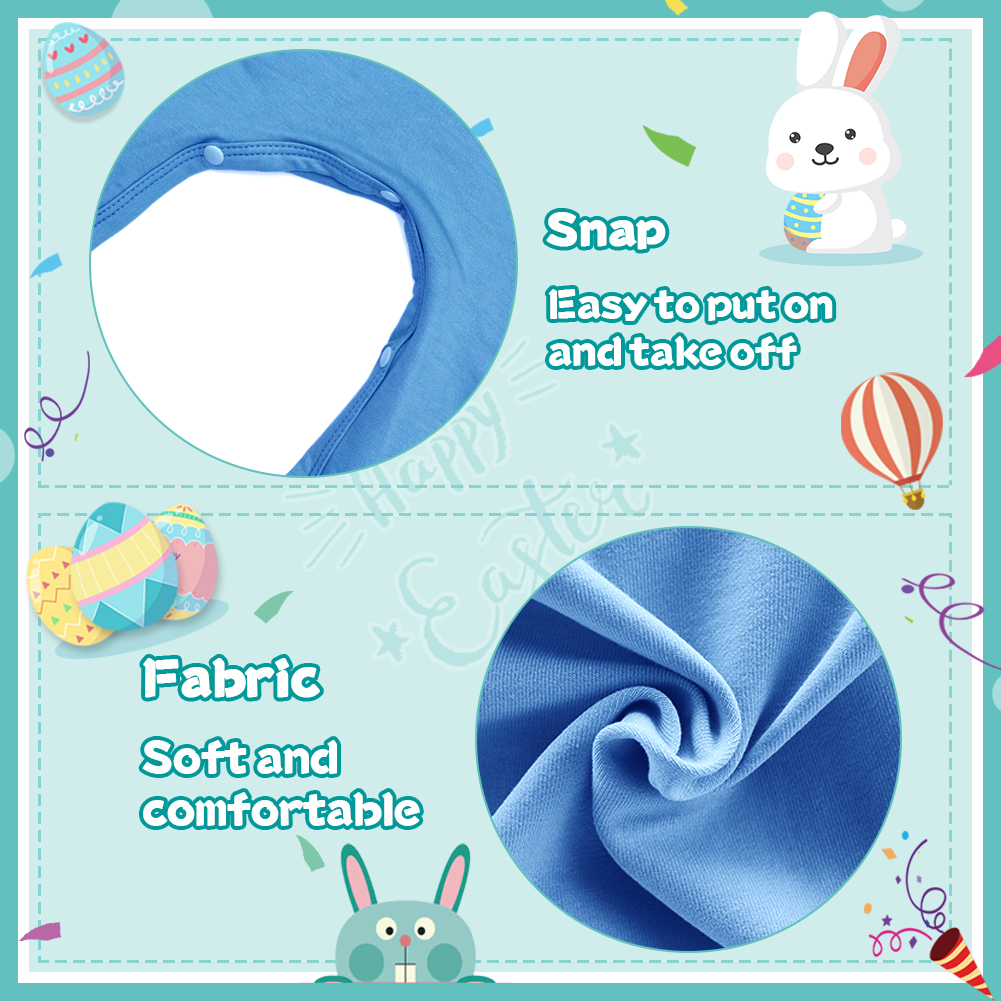 Snap
Easy to put on
and take off
Happy
Easter
Fabric
Soft and
comfortable